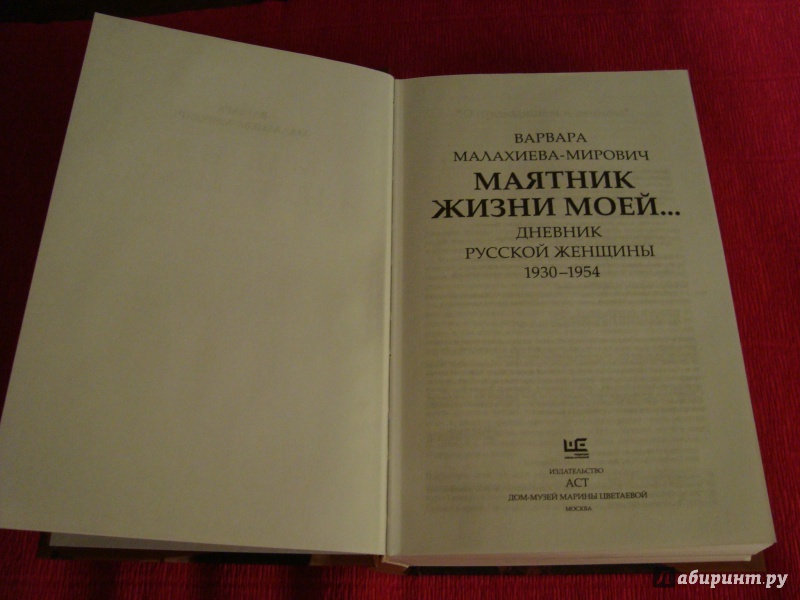 ВАРВАРА
МАЛАХИЕВА-МИРОВИЧ
МАЯТНИК
ЖИЗНИ МОЕЙ...
ДНЕВНИК
РУССКОЙ ЖЕНЩИНЫ
1930–1954
ИЗДАТЕЛЬСТВО
АСТ
ДОМ-МУЗЕЙ МАРИНЫ ЦВЕТАЕВОЙ
МОСКВА
Лабиринт.ру